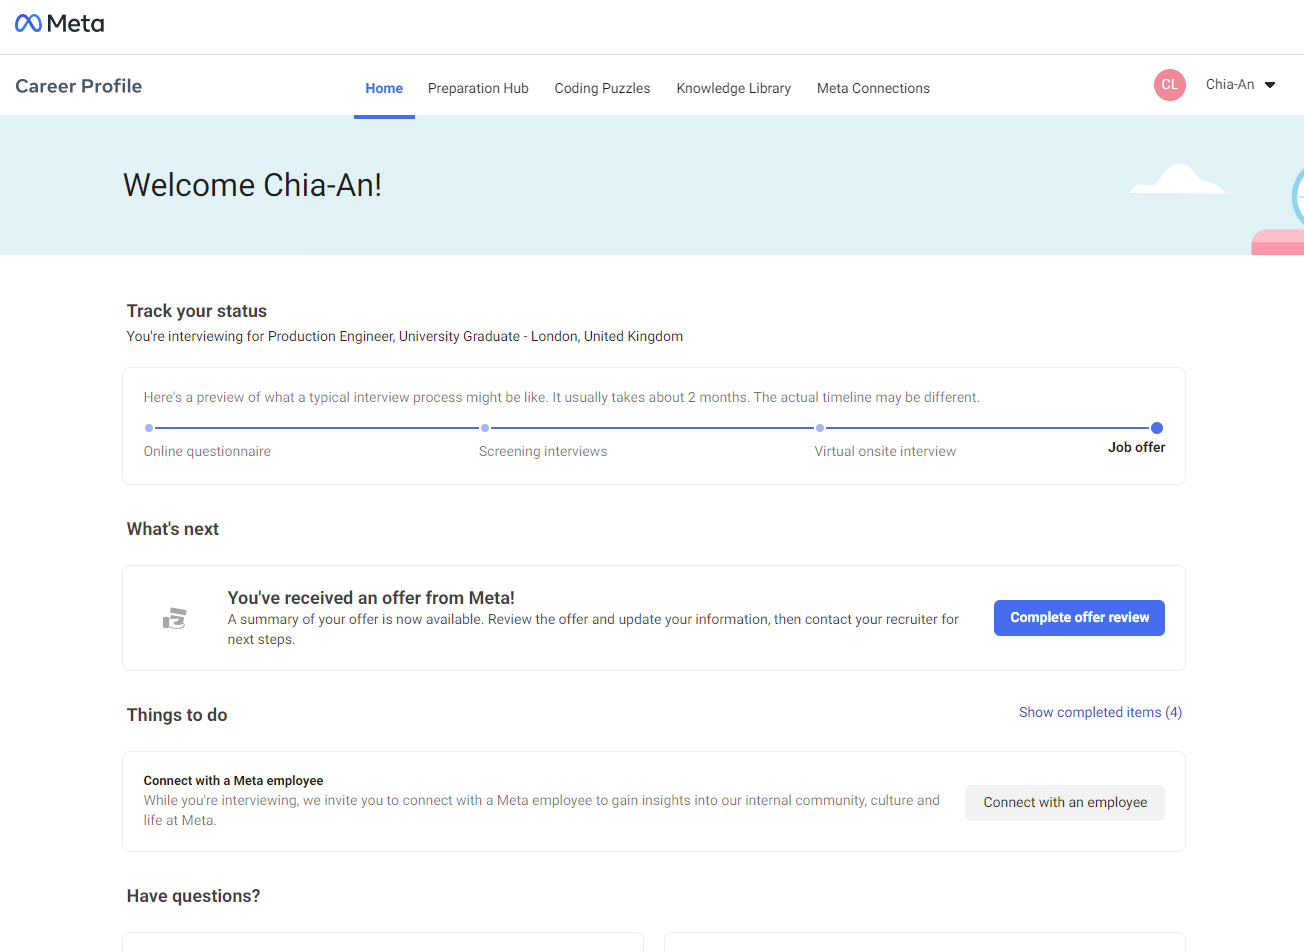 Meta
Career Profile
Home
Preparation Hub
Coding Puzzles
Knowledge Library
Meta Connections
CL
Chia-An
Welcome Chia-An!
Track your status
You're interviewing for Production Engineer, University Graduate - London, United Kingdom
Here's a preview of what a typical interview process might be like. It usually takes about 2 months. The actual timeline may be different.
Online questionnaire
Screening interviews
Virtual onsite interview
Job offer
What's next
You've received an offer from Meta!
A summary of your offer is now available. Review the offer and update your information, then contact your recruiter for
next steps.
Complete offer review
Things to do
Show completed items (4)
Connect with a Meta employee
While you're interviewing, we invite you to connect with a Meta employee to gain insights into our internal community, culture and
life at Meta.
Connect with an employee
Have questions?